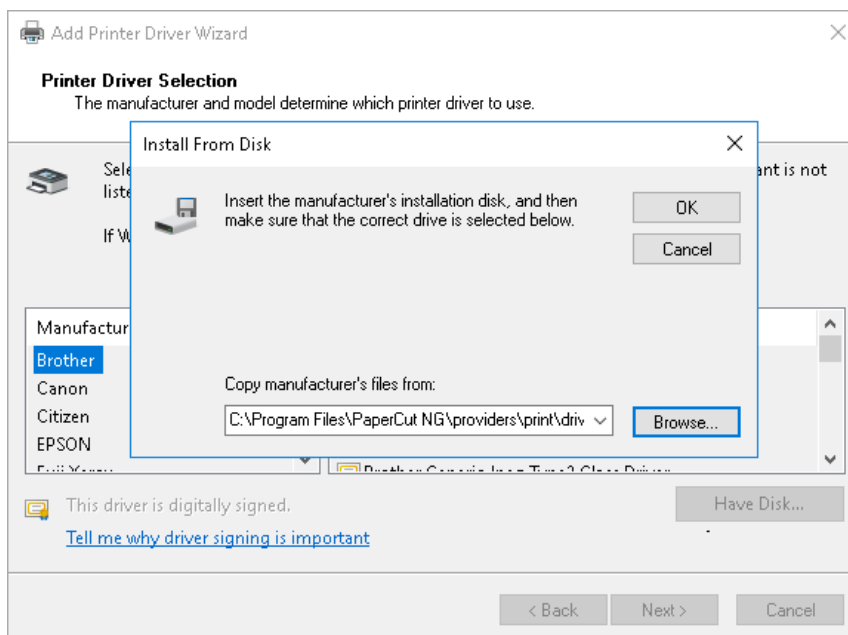 Add Printer Driver Wizard
Printer Driver Selection
The manufacturer and model determine which printer driver to use.
Install From Disk
Insert the manufacturer's installation disk, and then
make sure that the correct drive is selected below.
OK
Cancel
ant is not
If
Manufactur
Brother
Canon
Citizen
EPSON
Copy manufacturer's files from:
C:\Program Files\PaperCut NG\providers\print\driv
Browse...
This driver is digitally signed.
Have Disk...
Tell me why driver signing is important
< Back
Next >
Cancel